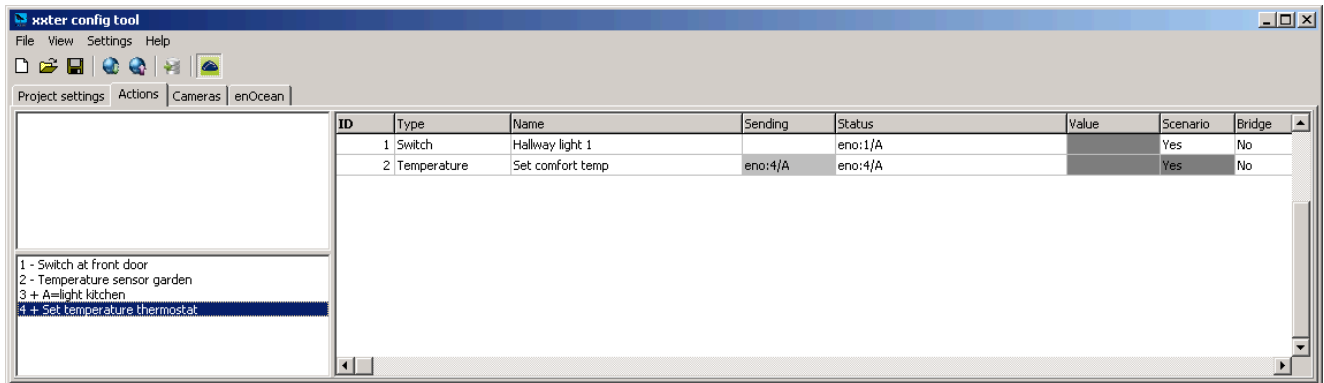 xxter config tool
File View Settings Help
Project settings Actions Cameras enOcean
ID Type Name Sending Status Value Scenario Bridge
1 Switch Hallway light 1 eno:1/A Yes No
2 Temperature Set comfort temp eno:4/A eno:4/A Yes No
1 - Switch at front door
2 - Temperature sensor garden
3 + A=light kitchen
4 + Set temperature thermostat